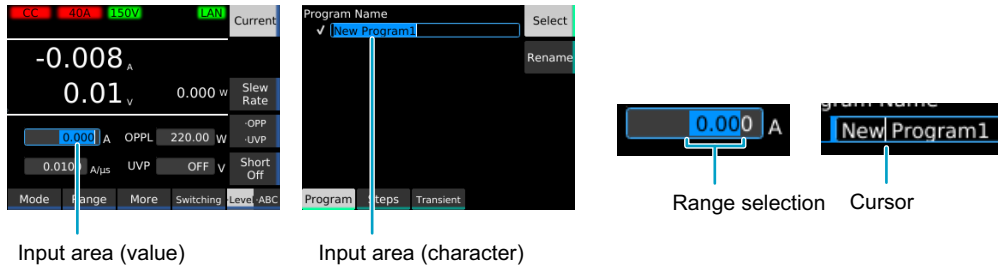 CC 40A 150V LAN Current
-0.008 A
0.01 V 0.000 W Slew Rate
0.000 A OPPL 220.00 W ·OPP ·UVP
0.0100 A/µs UVP OFF V Short Off
Mode Range More Switching ·Level ·ABC
Input area (value)
Program Name
✓ New Program1
Select
Rename
Program Steps Transient
Input area (character)
0.000 A
Range selection
New Program1
Cursor